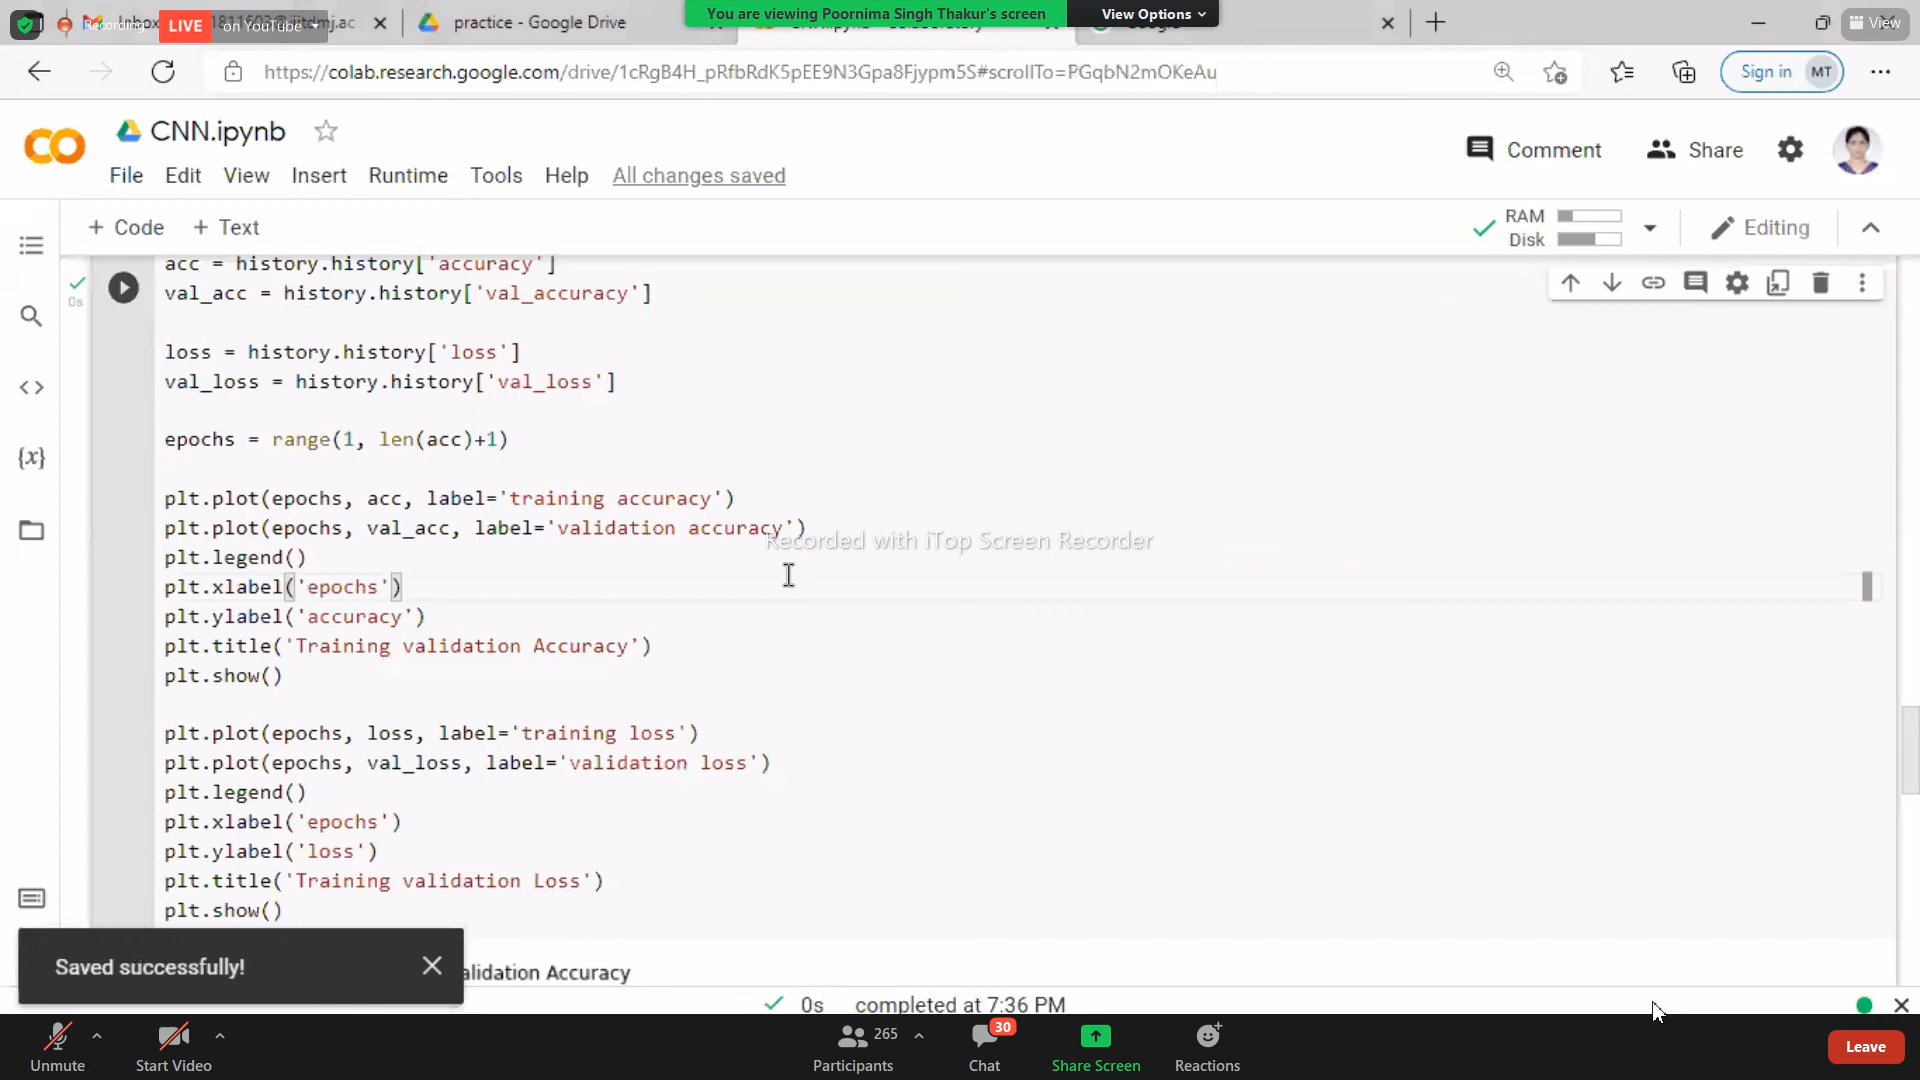 Recording
LIVE on YouTube
practice - Google Drive
You are viewing Poornima Singh Thakur's screen
View Options
View
https://colab.research.google.com/drive/1cRgB4H_pRfbRdK5pEE9N3Gpa8Fjypm5S#scrollTo=PGqbN2mOKeAu
Sign in MT
CNN.ipynb
Comment
Share
File Edit View Insert Runtime Tools Help All changes saved
+ Code + Text
RAM
Disk
Editing
acc = history.history['accuracy']
0s
val_acc = history.history['val_accuracy']
loss = history.history['loss']
val_loss = history.history['val_loss']
{x}
epochs = range(1, len(acc)+1)
plt.plot(epochs, acc, label='training accuracy')
plt.plot(epochs, val_acc, label='validation accuracy')
Recorded with iTop Screen Recorder
plt.legend()
plt.xlabel('epochs')
plt.ylabel('accuracy')
plt.title('Training validation Accuracy')
plt.show()
plt.plot(epochs, loss, label='training loss')
plt.plot(epochs, val_loss, label='validation loss')
plt.legend()
plt.xlabel('epochs')
plt.ylabel('loss')
plt.title('Training validation Loss')
plt.show()
Saved successfully!
alidation Accuracy
0s completed at 7:36 PM
Unmute
Start Video
265
Participants
30
Chat
Share Screen
Reactions
Leave